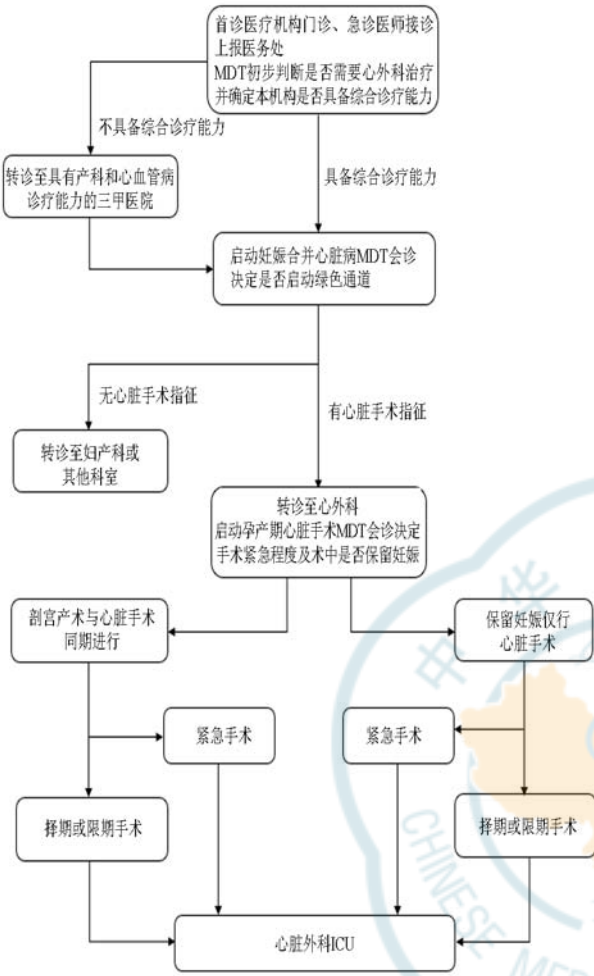 首诊医疗机构门诊、急诊医师接诊
上报医务处
MDT初步判断是否需要心外科治疗
并确定本机构是否具备综合诊疗能力
不具备综合诊疗能力
具备综合诊疗能力
转诊至具有产科和心血管病
诊疗能力的三甲医院
启动妊娠合并心脏病MDT会诊
决定是否启动绿色通道
无心脏手术指征
有心脏手术指征
转诊至妇产科或
其他科室
转诊至心外科
启动孕产期心脏手术MDT会诊决定
手术紧急程度及术中是否保留妊娠
剖宫产术与心脏手术
同期进行
保留妊娠仅行
心脏手术
紧急手术
紧急手术
择期或限期手术
择期或限期手术
心脏外科ICU
中华
CHINESE ME